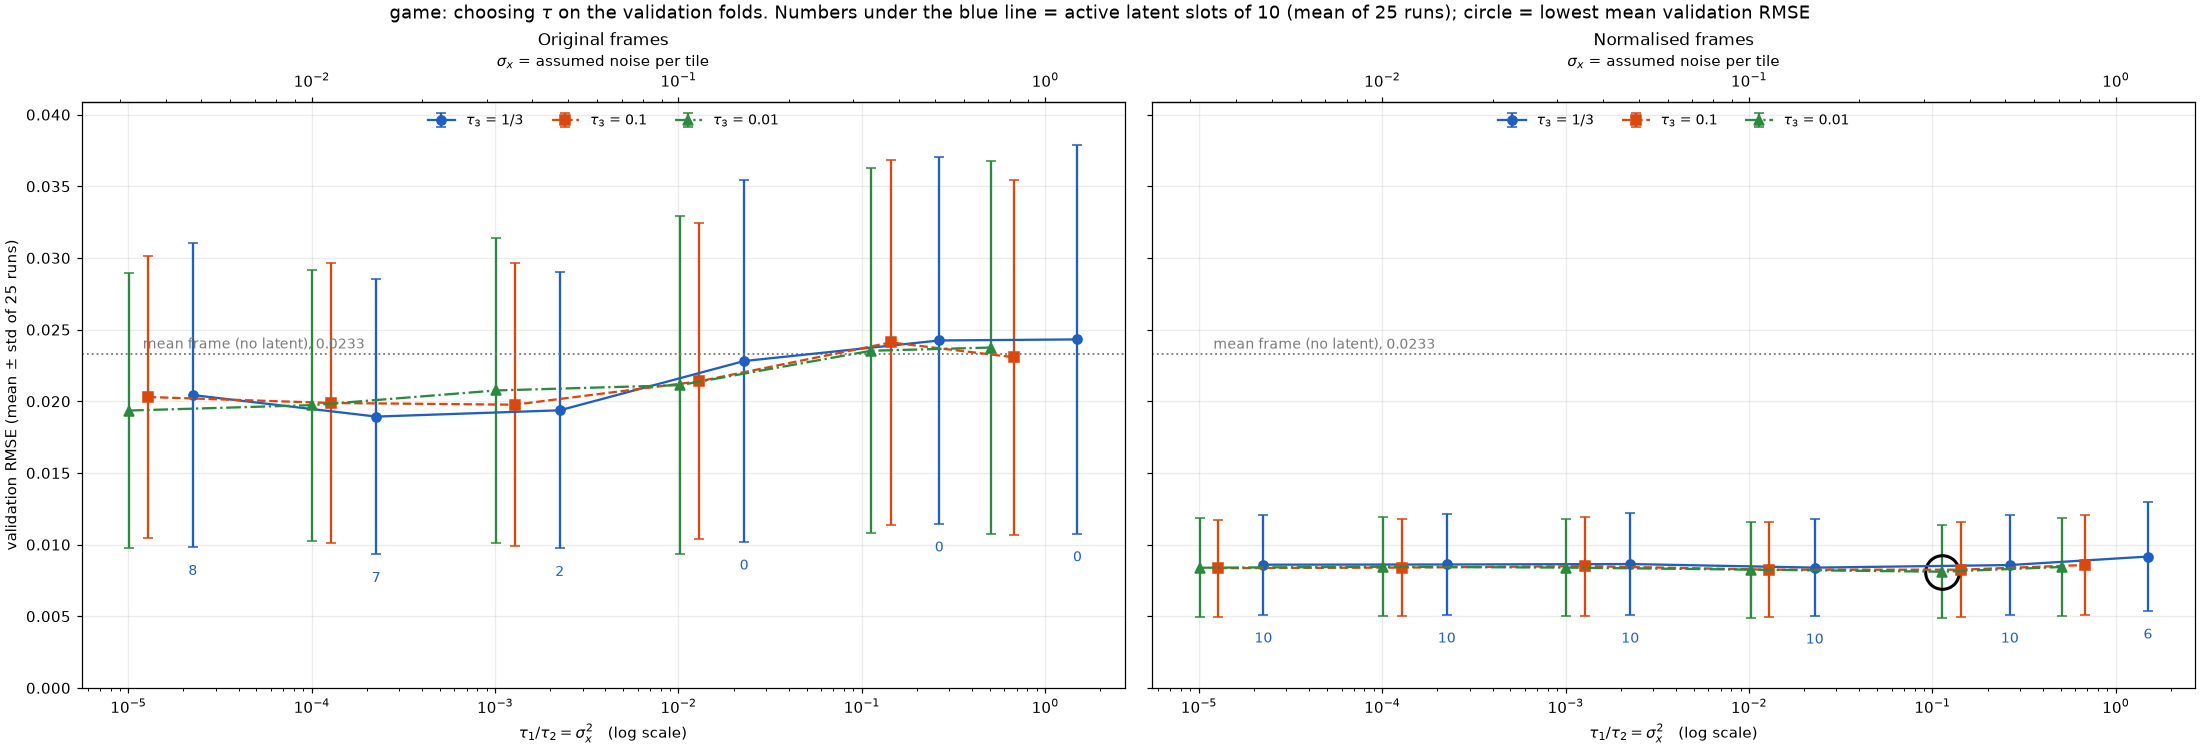 game: choosing τ on the validation folds. Numbers under the blue line = active latent slots of 10 (mean of 25 runs); circle = lowest mean validation RMSE
Original frames
σₓ = assumed noise per tile
10⁻² 10⁻¹ 10⁰
τ₃ = 1/3 τ₃ = 0.1 τ₃ = 0.01
validation RMSE (mean ± std of 25 runs)
0.040
0.035
0.030
0.025
0.020
0.015
0.010
0.005
0.000
mean frame (no latent), 0.0233
8 7 2 0 0 0
10⁻⁵ 10⁻⁴ 10⁻³ 10⁻² 10⁻¹ 10⁰
τ₁/τ₂ = σₓ² (log scale)
Normalised frames
σₓ = assumed noise per tile
10⁻² 10⁻¹ 10⁰
τ₃ = 1/3 τ₃ = 0.1 τ₃ = 0.01
mean frame (no latent), 0.0233
10 10 10 10 10 6
10⁻⁵ 10⁻⁴ 10⁻³ 10⁻² 10⁻¹ 10⁰
τ₁/τ₂ = σₓ² (log scale)